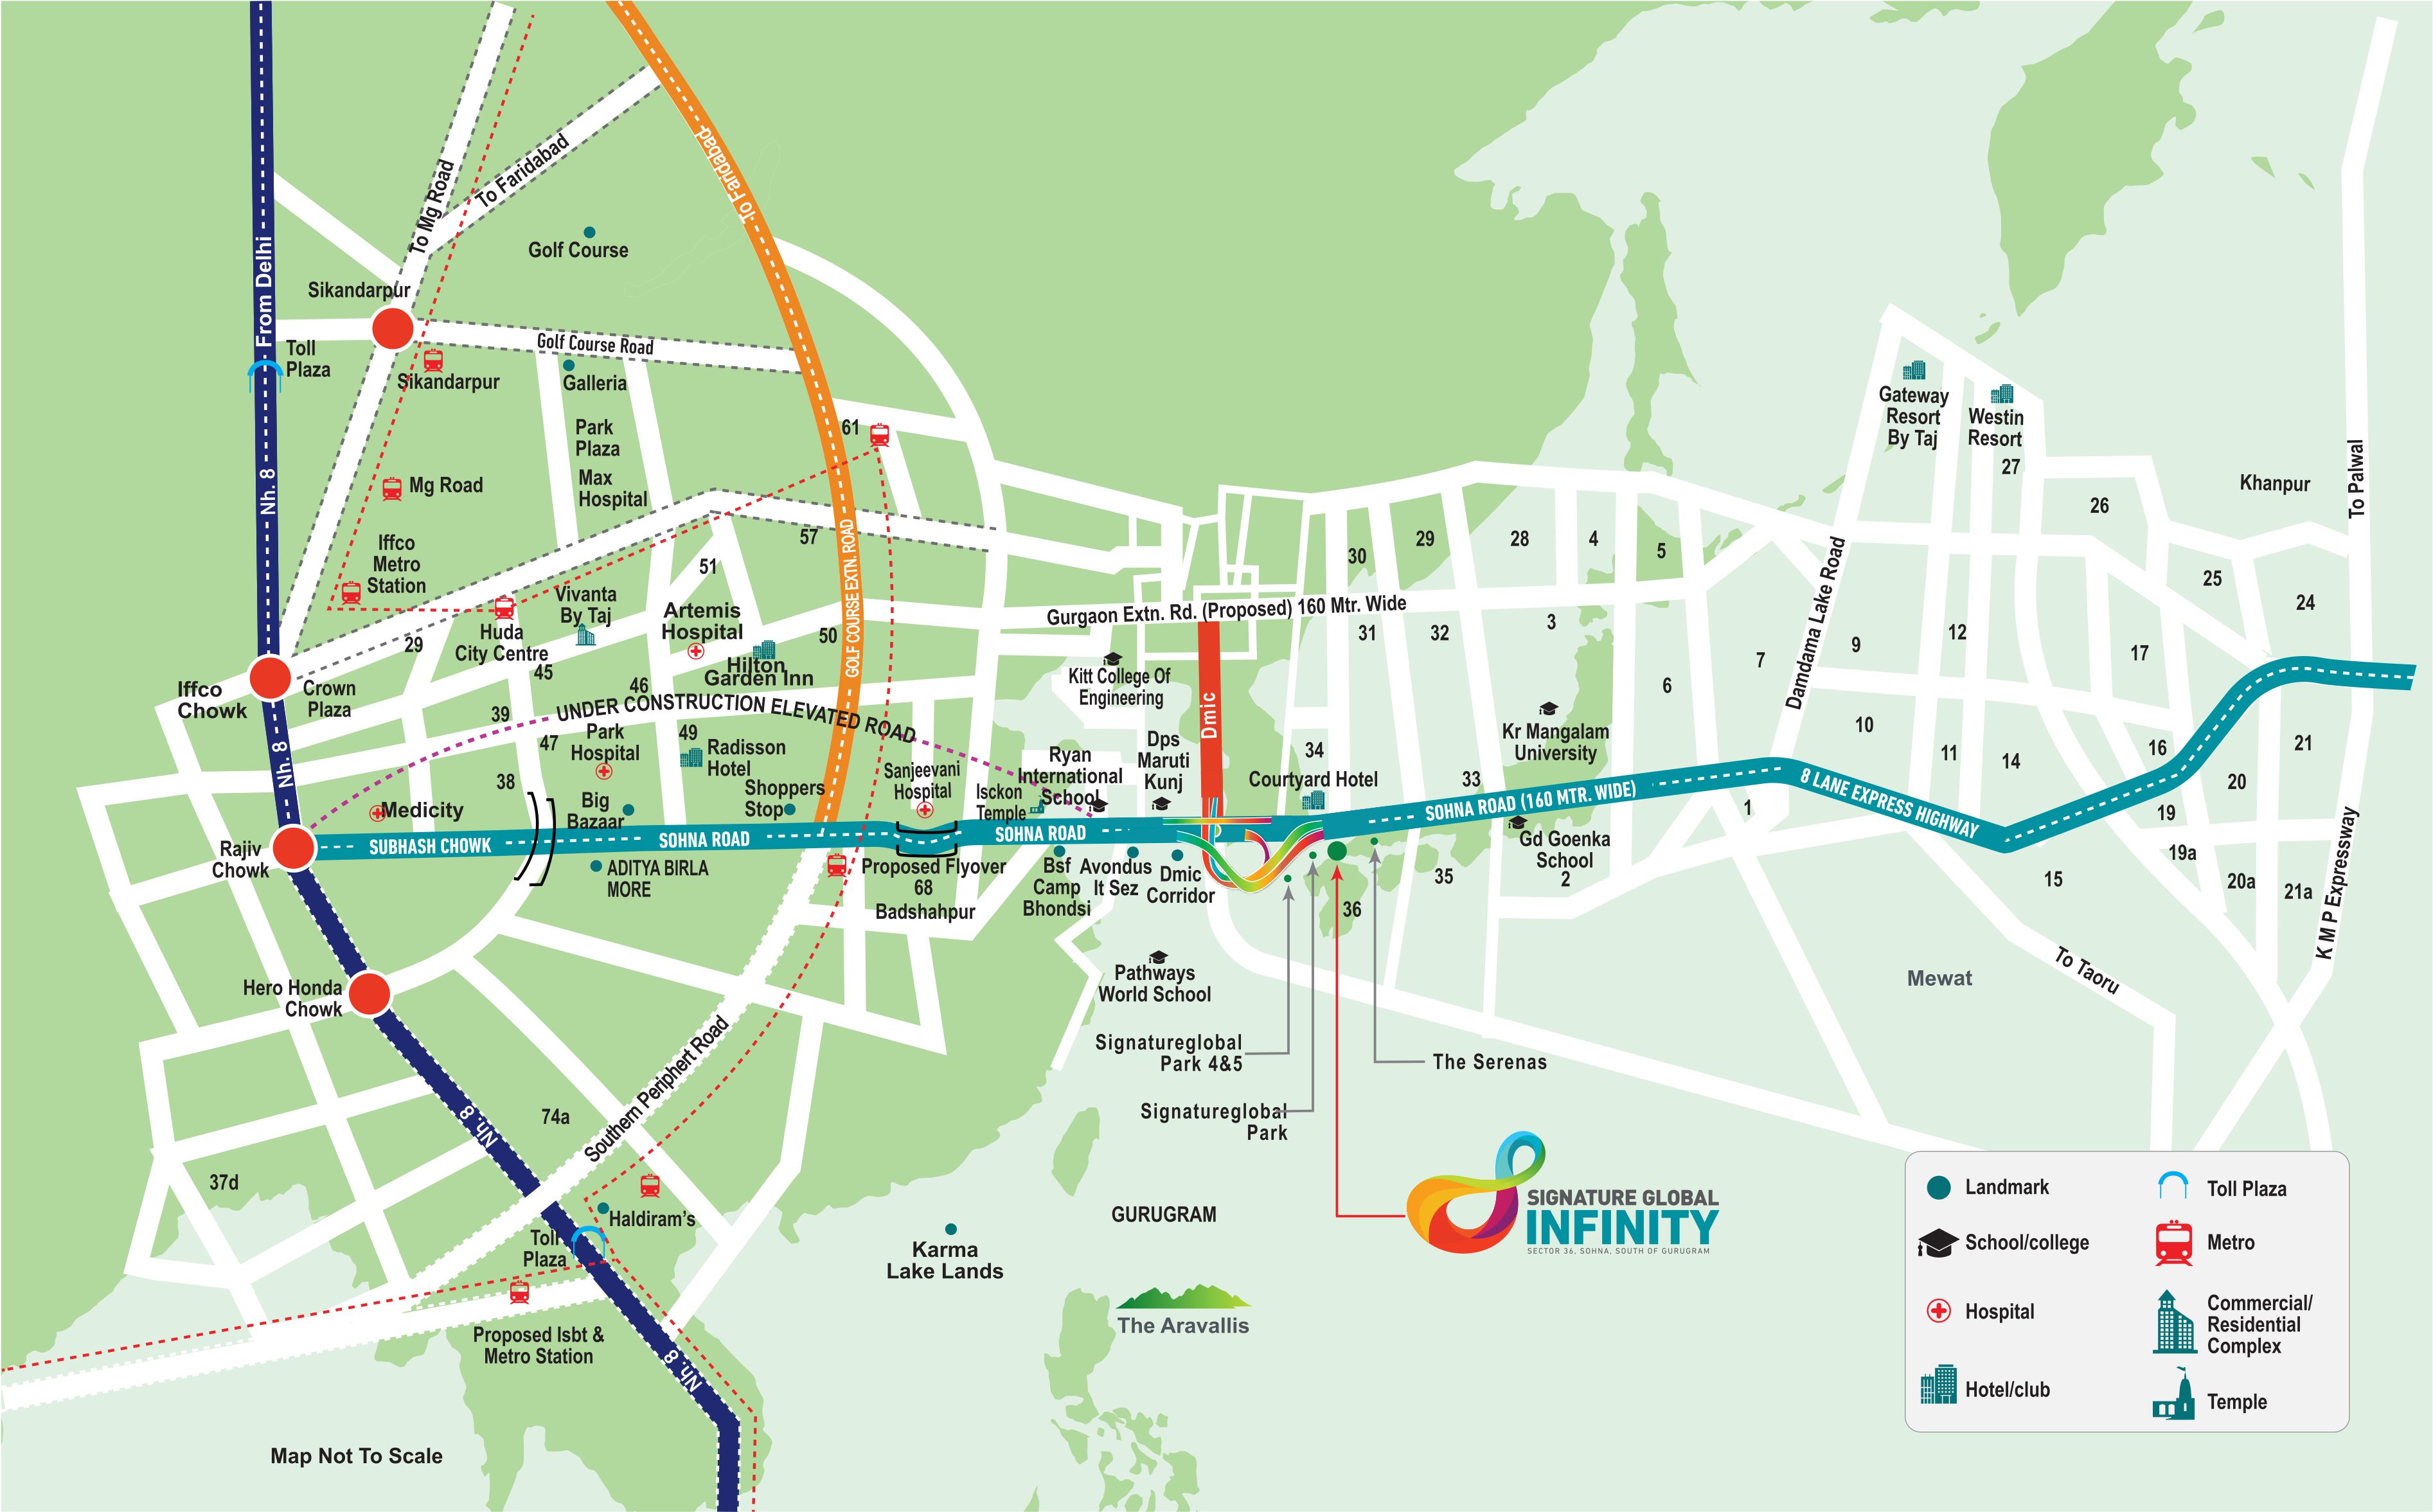 To Mg Road
To Faridabad
To Faridabad
From Delhi
Golf Course
Sikandarpur
Toll
Plaza
Golf Course Road
Sikandarpur
Galleria
Park
Plaza
Max
Hospital
Nh. 8
Mg Road
Iffco
Metro
Station
61
57
51
GOLF COURSE EXTN. ROAD
Vivanta
By Taj
Artemis
Hospital
29
Huda
City Centre
45
46
Hilton
Garden Inn
50
Iffco
Chowk
Crown
Plaza
39
UNDER CONSTRUCTION ELEVATED ROAD
47
Park
Hospital
49
Radisson
Hotel
Nh. 8
38
Medicity
Big
Bazaar
Shoppers
Stop
Sanjeevani
Hospital
Isckon
Temple
Ryan
International
School
Dps
Maruti
Kunj
Kitt College Of
Engineering
Gurgaon Extn. Rd. (Proposed) 160 Mtr. Wide
Dmic
Rajiv
Chowk
SUBHASH CHOWK
SOHNA ROAD
SOHNA ROAD
ADITYA BIRLA
MORE
Proposed Flyover
68
Badshahpur
Bsf
Camp
Bhondsi
Avondus
It Sez
Dmic
Corridor
Courtyard Hotel
34
30
29
28
4
5
31
32
3
6
7
33
Kr Mangalam
University
SOHNA ROAD (160 MTR. WIDE)
8 LANE EXPRESS HIGHWAY
Gd Goenka
School
35
2
36
1
Damdama Lake Road
Gateway
Resort
By Taj
Westin
Resort
27
26
Khanpur
To Palwal
25
24
9
12
17
10
11
14
16
21
20
19
19a
20a
21a
15
K M P Expressway
To Taoru
Mewat
Hero Honda
Chowk
Pathways
World School
Signatureglobal
Park 4&5
The Serenas
Signatureglobal
Park
Southern Periphert Road
74a
Nh. 8
37d
Haldiram's
Toll
Plaza
Karma
Lake Lands
GURUGRAM
The Aravallis
SIGNATURE GLOBAL
INFINITY
SECTOR 36, SOHNA, SOUTH OF GURUGRAM
Proposed Isbt &
Metro Station
Nh. 8
Map Not To Scale
Landmark
Toll Plaza
School/college
Metro
Hospital
Commercial/
Residential
Complex
Hotel/club
Temple